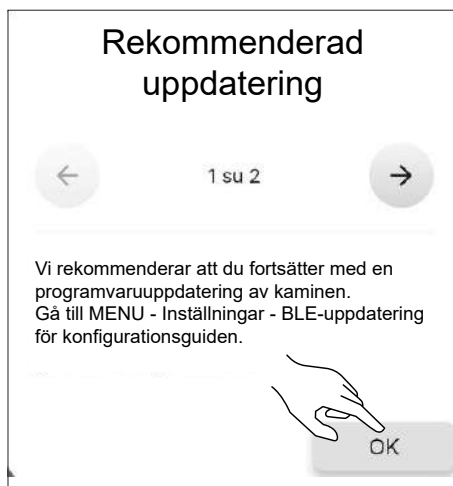 Rekommenderad
uppdatering
1 su 2
Vi rekommenderar att du fortsätter med en
programvaruuppdatering av kaminen.
Gå till MENU - Inställningar - BLE-uppdatering
för konfigurationsguiden.
OK